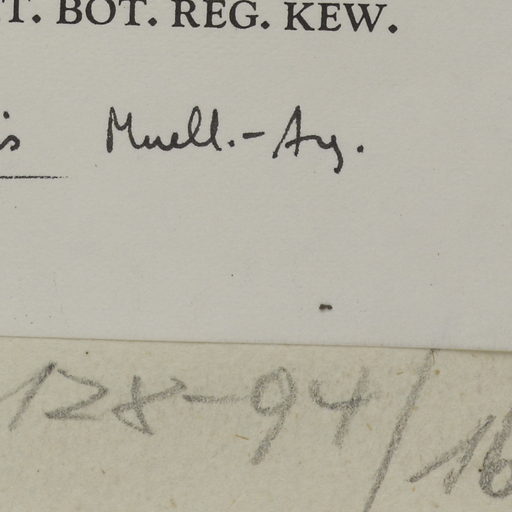 T. BOT. REG. KEW.
is Muell.-Arg.
128-94/16